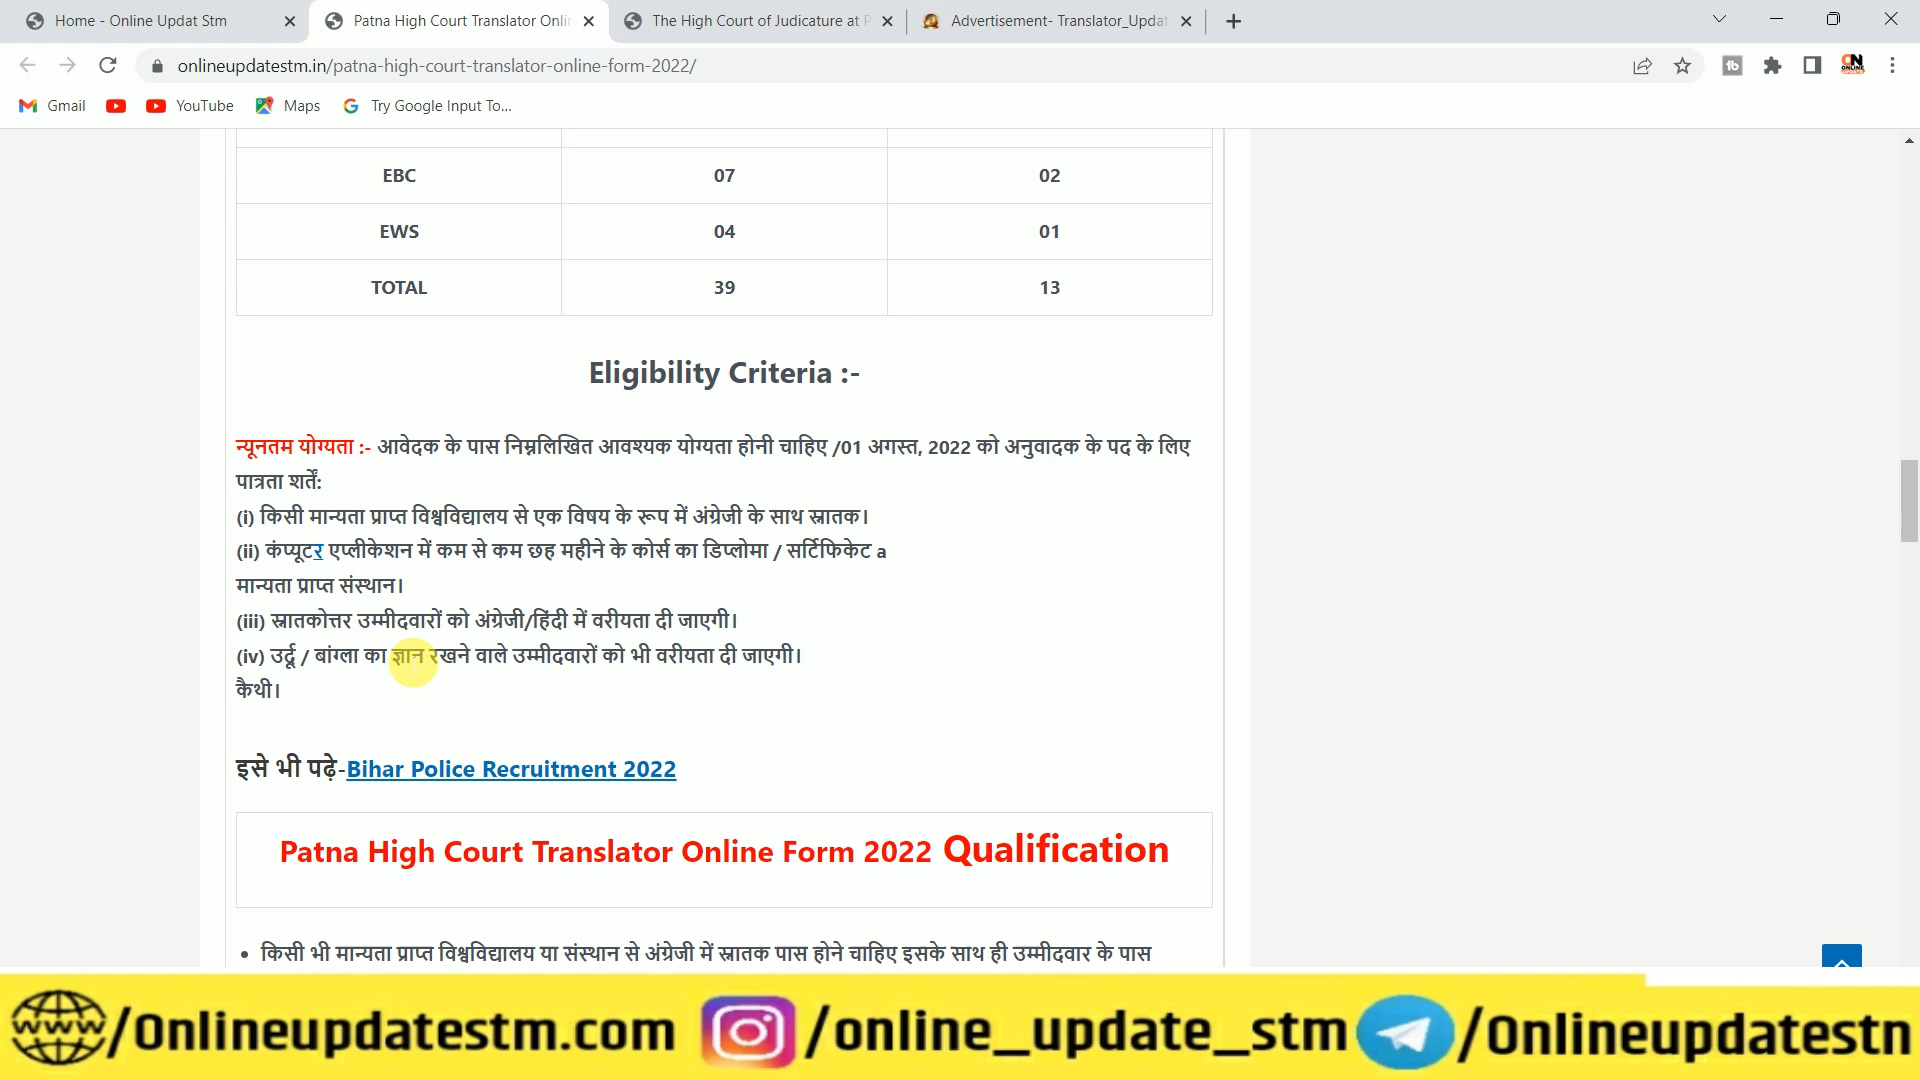 Home - Online Updat Stm
Patna High Court Translator Onlin
The High Court of Judicature at P
Advertisement- Translator_Updat
onlineupdatestm.in/patna-high-court-translator-online-form-2022/
Gmail
YouTube
Maps
Try Google Input To...
EBC 07 02
EWS 04 01
TOTAL 39 13
Eligibility Criteria :-
न्यूनतम योग्यता :- आवेदक के पास निम्नलिखित आवश्यक योग्यता होनी चाहिए /01 अगस्त, 2022 को अनुवादक के पद के लिए
पात्रता शर्तें:
(i) किसी मान्यता प्राप्त विश्वविद्यालय से एक विषय के रूप में अंग्रेजी के साथ स्नातक।
(ii) कंप्यूटर एप्लीकेशन में कम से कम छह महीने के कोर्स का डिप्लोमा / सर्टिफिकेट a
मान्यता प्राप्त संस्थान।
(iii) स्नातकोत्तर उम्मीदवारों को अंग्रेजी/हिंदी में वरीयता दी जाएगी।
(iv) उर्दू / बांग्ला का ज्ञान रखने वाले उम्मीदवारों को भी वरीयता दी जाएगी।
कैथी।
इसे भी पढ़े-Bihar Police Recruitment 2022
Patna High Court Translator Online Form 2022 Qualification
• किसी भी मान्यता प्राप्त विश्वविद्यालय या संस्थान से अंग्रेजी में स्नातक पास होने चाहिए इसके साथ ही उम्मीदवार के पास
www /Onlineupdatestm.com /online_update_stm /Onlineupdatestn